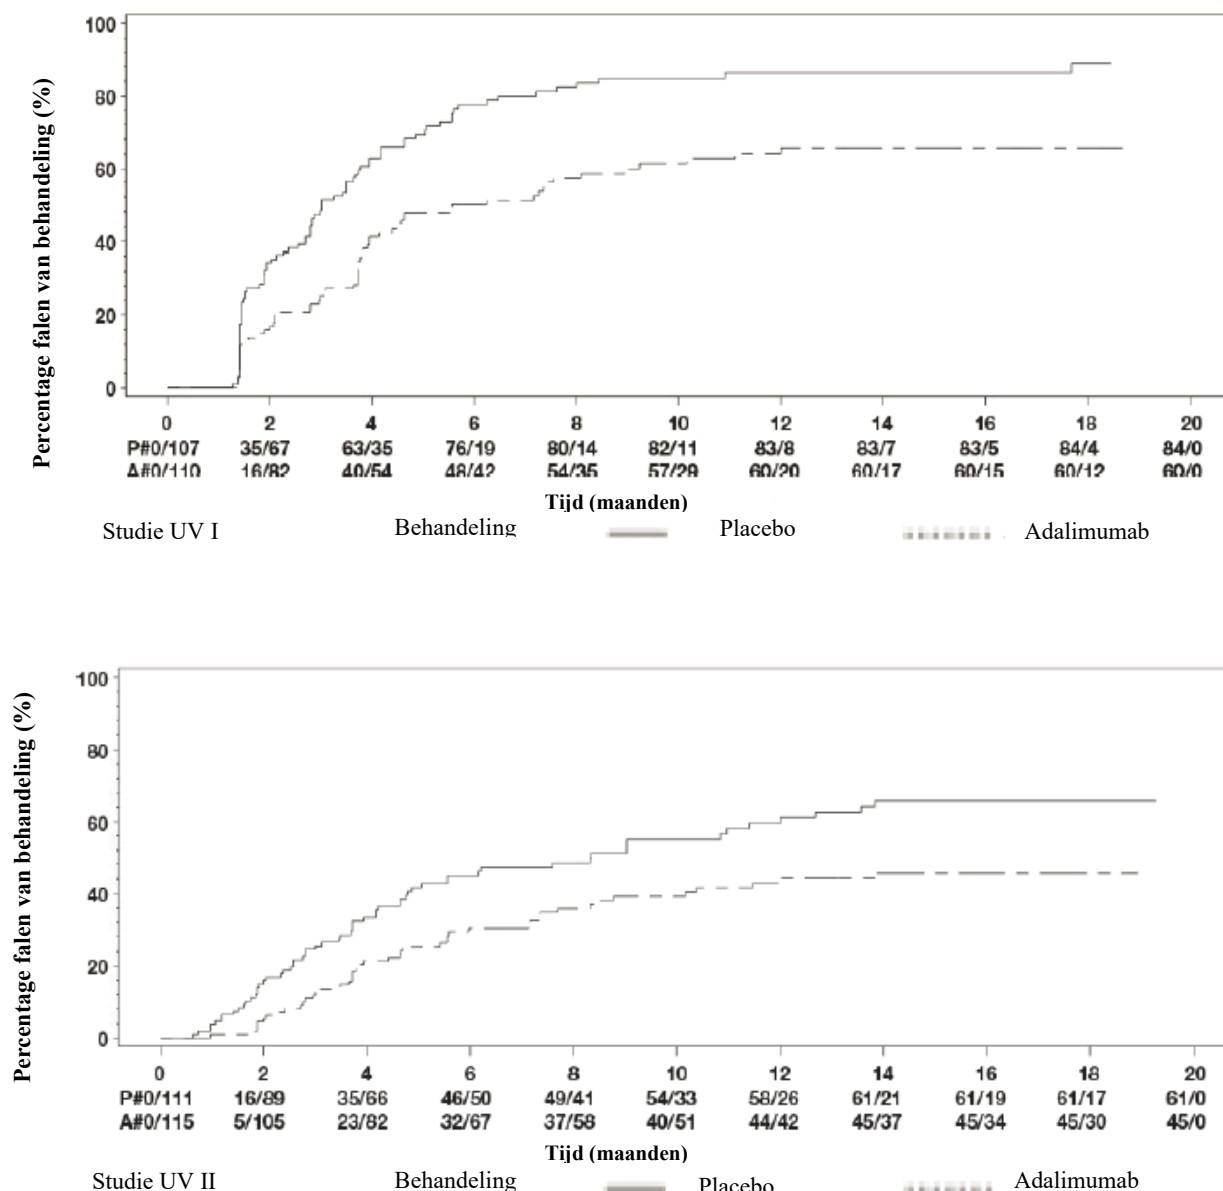 Percentage falen van behandeling (%)
100
80
60
40
20
0
0 2 4 6 8 10 12 14 16 18 20
P#0/107 35/67 63/35 76/19 80/14 82/11 83/8 83/7 83/5 84/4 84/0
A#0/110 16/82 40/54 48/42 54/35 57/29 60/20 60/17 60/15 60/12 60/0
Tijd (maanden)
Studie UV I Behandeling Placebo Adalimumab
Percentage falen van behandeling (%)
100
80
60
40
20
0
0 2 4 6 8 10 12 14 16 18 20
P#0/111 16/89 35/66 46/50 49/41 54/33 58/26 61/21 61/19 61/17 61/0
A#0/115 5/105 23/82 32/67 37/58 40/51 44/42 45/37 45/34 45/30 45/0
Tijd (maanden)
Studie UV II Behandeling Placebo Adalimumab